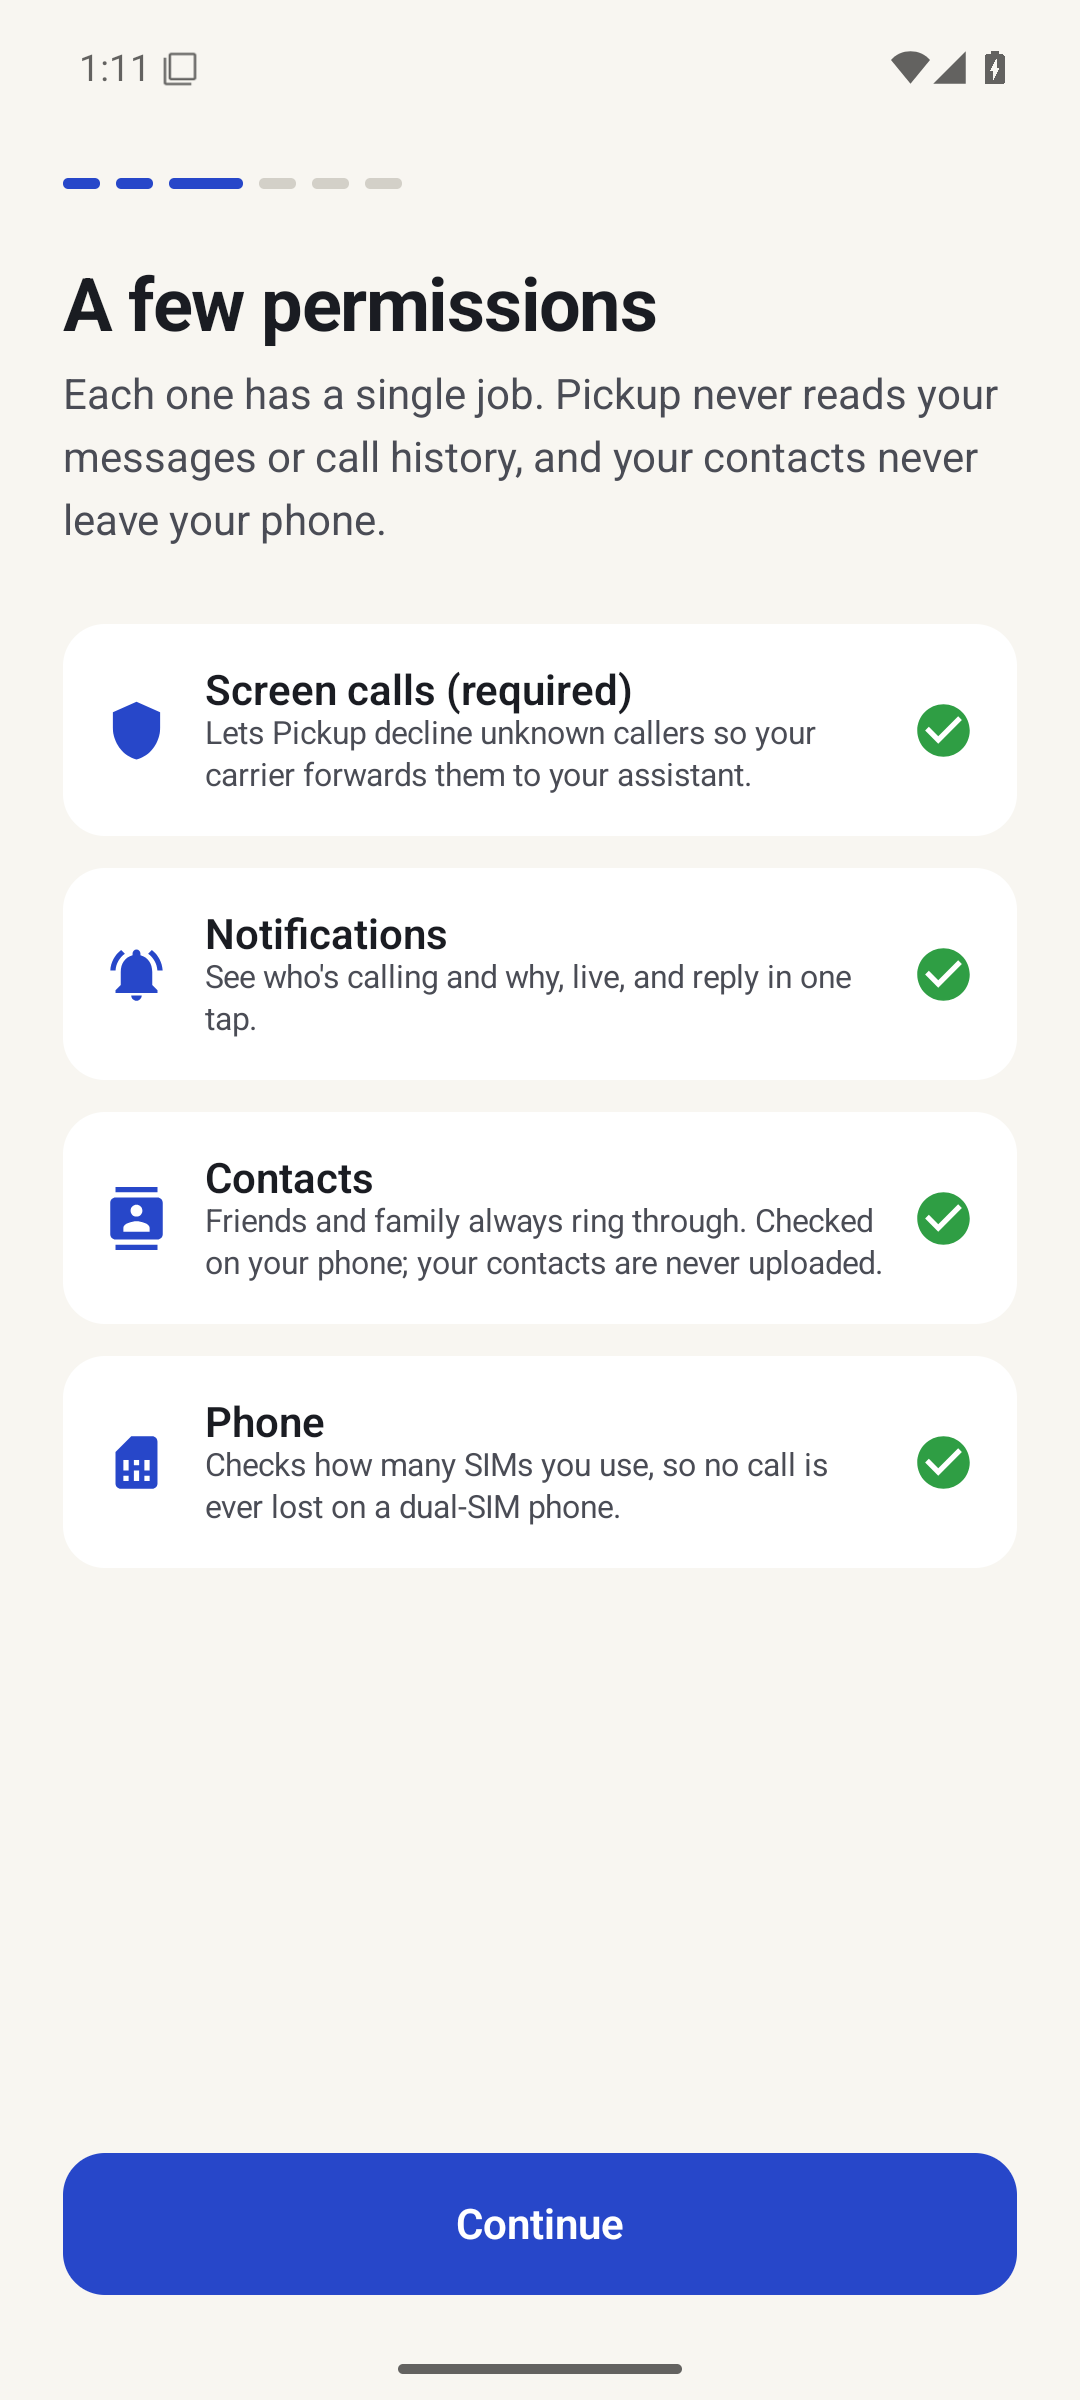 1:11
A few permissions
Each one has a single job. Pickup never reads your
messages or call history, and your contacts never
leave your phone.
Screen calls (required)
Lets Pickup decline unknown callers so your
carrier forwards them to your assistant.
Notifications
See who's calling and why, live, and reply in one
tap.
Contacts
Friends and family always ring through. Checked
on your phone; your contacts are never uploaded.
Phone
Checks how many SIMs you use, so no call is
ever lost on a dual-SIM phone.
Continue